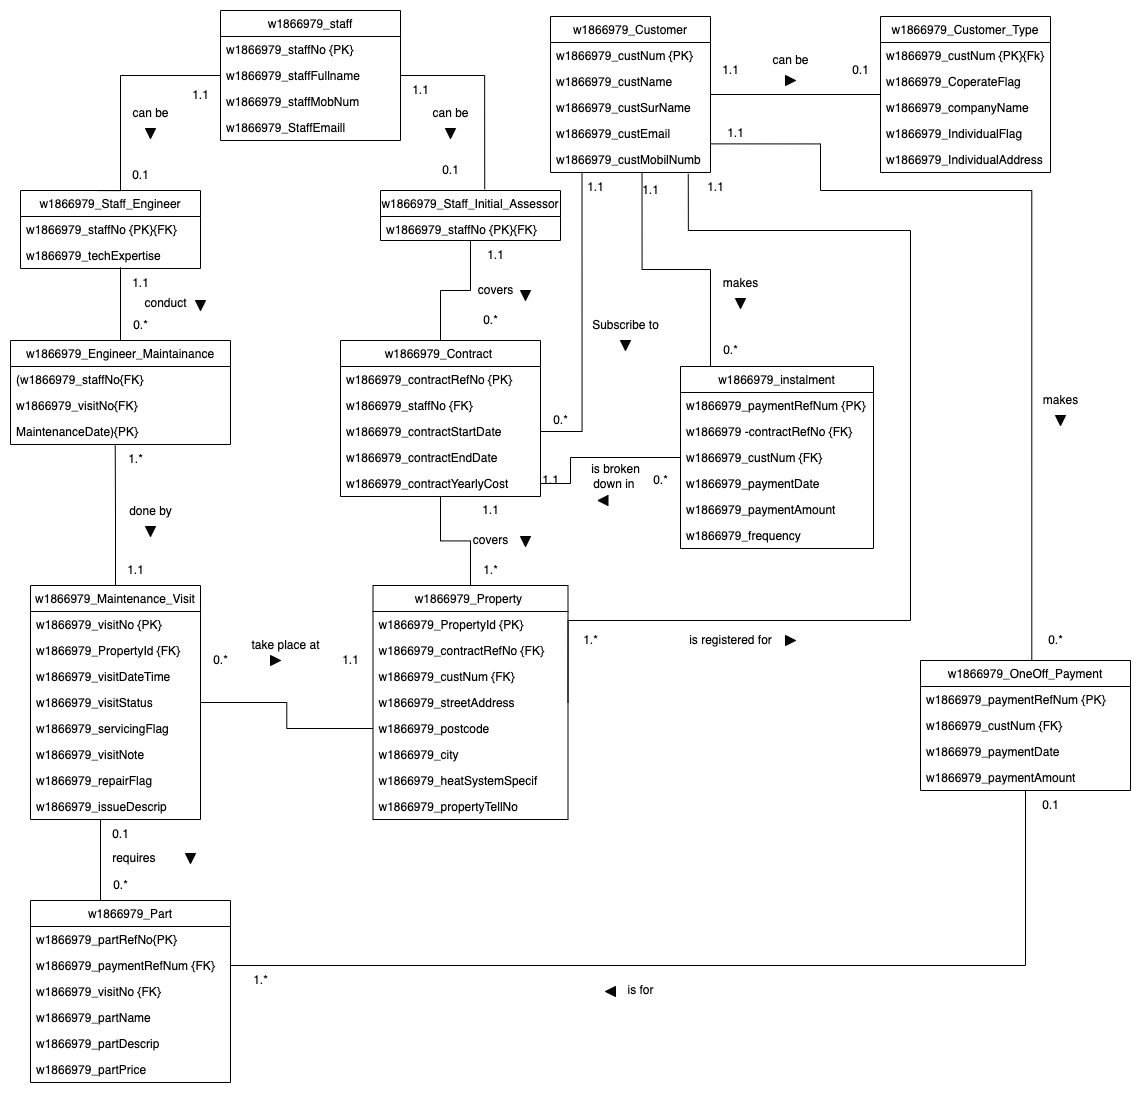 w1866979_staff
w1866979_staffNo {PK}
w1866979_staffFullname
w1866979_staffMobNum
w1866979_StaffEmaill
w1866979_Customer
w1866979_custNum {PK}
w1866979_custName
w1866979_custSurName
w1866979_custEmail
w1866979_custMobilNumb
w1866979_Customer_Type
w1866979_custNum {PK}{Fk}
w1866979_CoperateFlag
w1866979_companyName
w1866979_IndividualFlag
w1866979_IndividualAddress
1.1
can be
0.1
1.1
can be
0.1
1.1
can be
0.1
1.1
1.1
1.1
1.1
w1866979_Staff_Engineer
w1866979_staffNo {PK}{FK}
w1866979_techExpertise
w1866979_Staff_Initial_Assessor
w1866979_staffNo {PK}{FK}
1.1
conduct
0.*
1.1
covers
0.*
Subscribe to
0.*
makes
0.*
makes
0.*
w1866979_Engineer_Maintainance
(w1866979_staffNo{FK}
w1866979_visitNo{FK}
MaintenanceDate){PK}
w1866979_Contract
w1866979_contractRefNo {PK}
w1866979_staffNo {FK}
w1866979_contractStartDate
w1866979_contractEndDate
w1866979_contractYearlyCost
w1866979_instalment
w1866979_paymentRefNum {PK}
w1866979 -contractRefNo {FK}
w1866979_custNum {FK}
w1866979_paymentDate
w1866979_paymentAmount
w1866979_frequency
1.1
is broken
down in
0.*
1.*
done by
1.1
1.1
covers
1.*
w1866979_Maintenance_Visit
w1866979_visitNo {PK}
w1866979_PropertyId {FK}
w1866979_visitDateTime
w1866979_visitStatus
w1866979_servicingFlag
w1866979_visitNote
w1866979_repairFlag
w1866979_issueDescrip
0.*
take place at
1.1
w1866979_Property
w1866979_PropertyId {PK}
w1866979_contractRefNo {FK}
w1866979_custNum {FK}
w1866979_streetAddress
w1866979_postcode
w1866979_city
w1866979_heatSystemSpecif
w1866979_propertyTellNo
1.*
is registered for
w1866979_OneOff_Payment
w1866979_paymentRefNum {PK}
w1866979_custNum {FK}
w1866979_paymentDate
w1866979_paymentAmount
0.1
0.1
requires
0.*
w1866979_Part
w1866979_partRefNo{PK}
w1866979_paymentRefNum {FK}
w1866979_visitNo {FK}
w1866979_partName
w1866979_partDescrip
w1866979_partPrice
1.*
is for